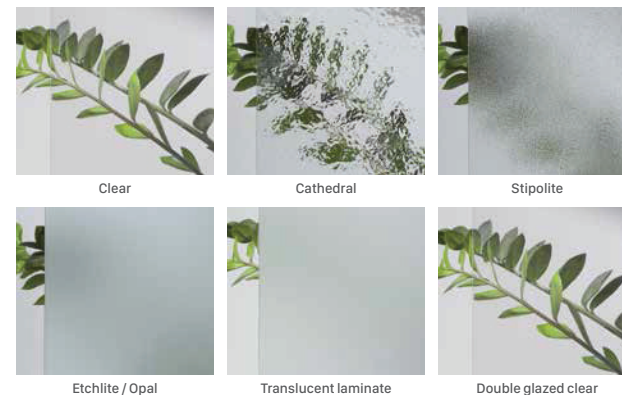 Clear
Cathedral
Stipolite
Etchlite / Opal
Translucent laminate
Double glazed clear